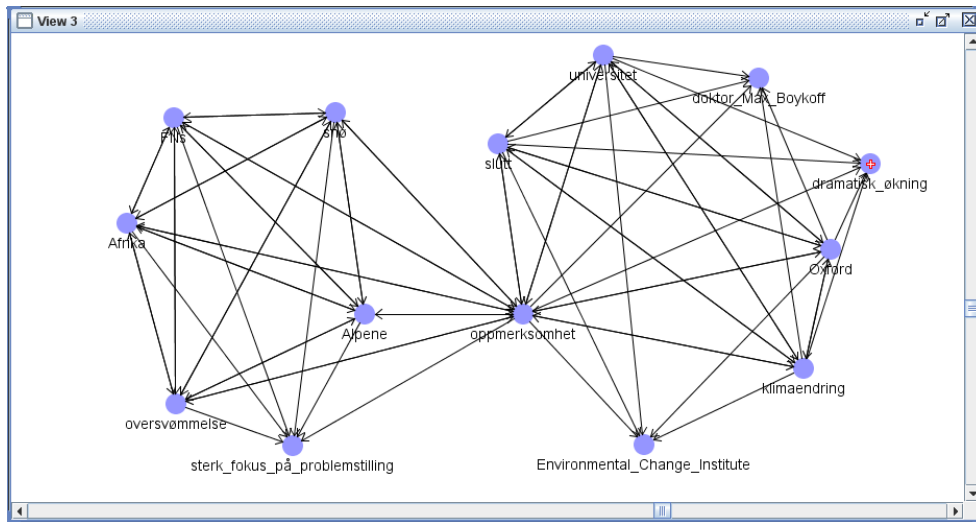 View 3
universitet
doktor_Max_Boykoff
FNs
snø
slutt
dramatisk_økning
Afrika
Oxford
Alpene
oppmerksomhet
klimaendring
oversvømmelse
sterk_fokus_på_problemstilling
Environmental_Change_Institute